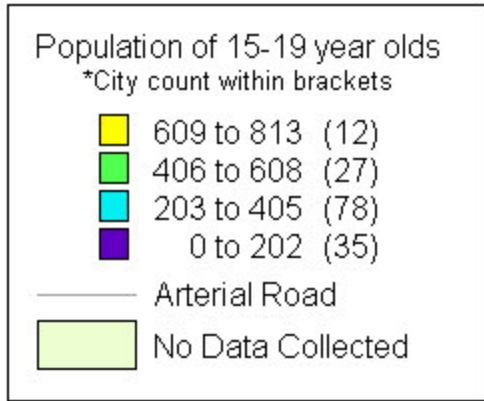 Population of 15-19 year olds
*City count within brackets
609 to 813 (12)
406 to 608 (27)
203 to 405 (78)
0 to 202 (35)
Arterial Road
No Data Collected